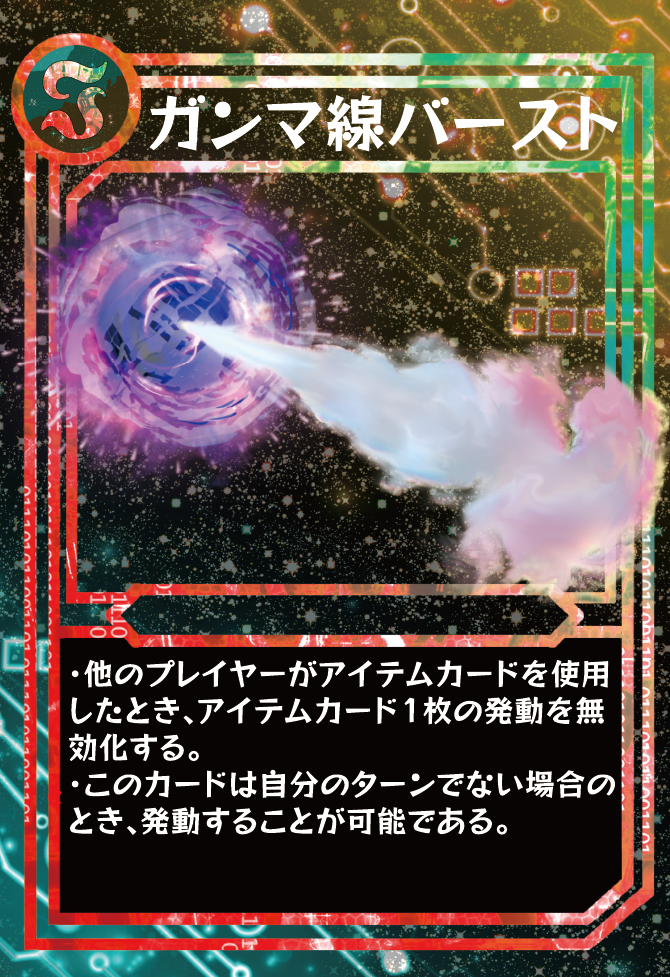 ガンマ線バースト
・他のプレイヤーがアイテムカードを使用
したとき、アイテムカード1枚の発動を無
効化する。
・このカードは自分のターンでない場合の
とき、発動することが可能である。